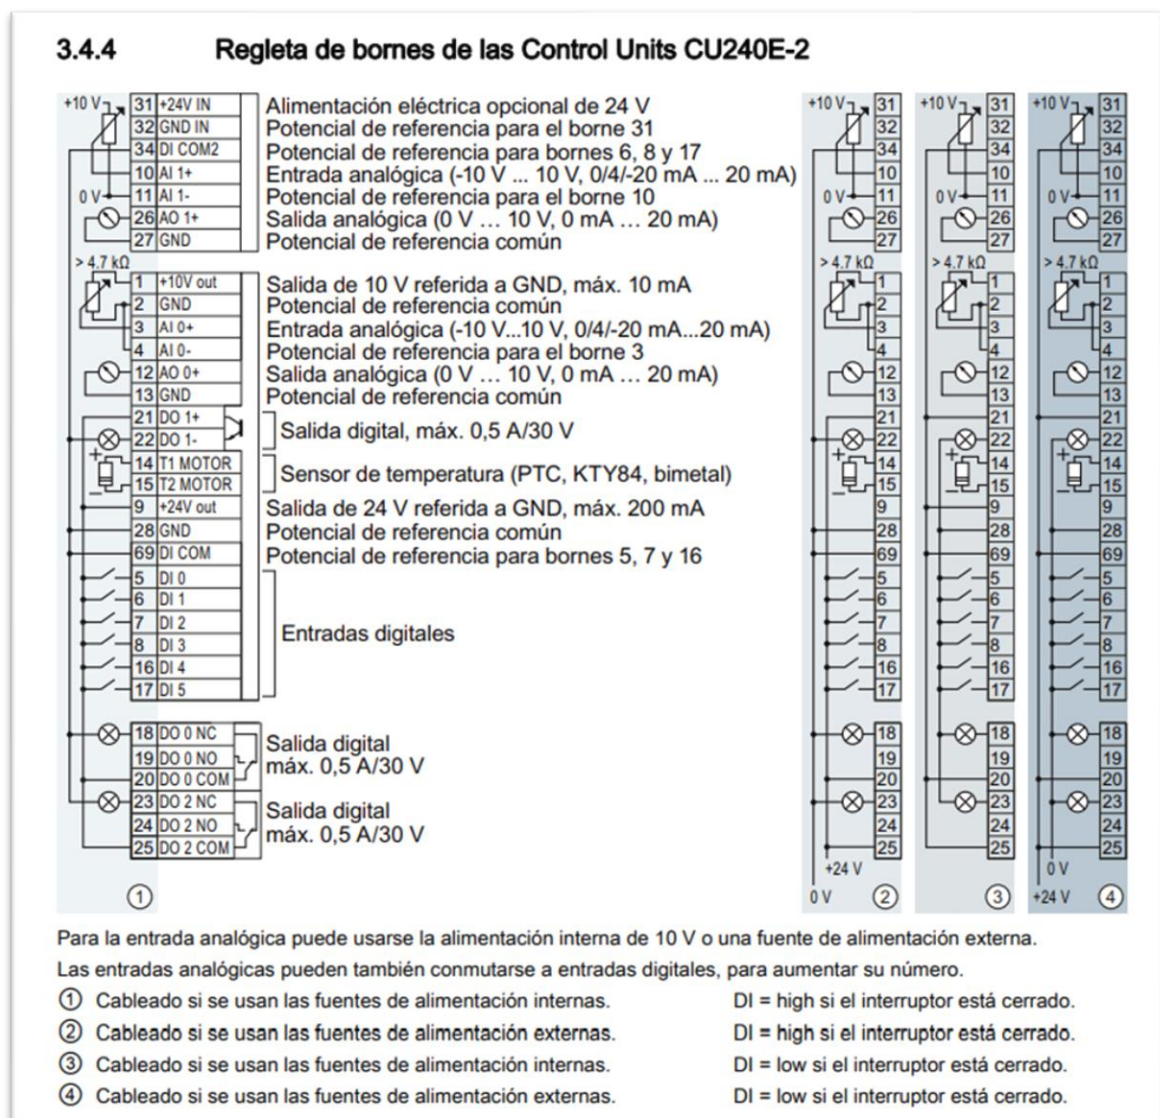 3.4.4 Regleta de bornes de las Control Units CU240E-2
+10 V 31 +24V IN Alimentación eléctrica opcional de 24 V +10 V 31 +10 V 31 +10 V 31
32 GND IN Potencial de referencia para el borne 31 32 32 32
34 DI COM2 Potencial de referencia para bornes 6, 8 y 17 34 34 34
10 AI 1+ Entrada analógica (-10 V ... 10 V, 0/4/-20 mA ... 20 mA) 10 10 10
0 V 11 AI 1- Potencial de referencia para el borne 10 0 V 11 0 V 11 0 V 11
26 AO 1+ Salida analógica (0 V … 10 V, 0 mA … 20 mA) 26 26 26
27 GND Potencial de referencia común 27 27 27
> 4.7 kΩ > 4.7 kΩ > 4.7 kΩ > 4.7 kΩ
1 +10V out Salida de 10 V referida a GND, máx. 10 mA 1 1 1
2 GND Potencial de referencia común 2 2 2
3 AI 0+ Entrada analógica (-10 V...10 V, 0/4/-20 mA...20 mA) 3 3 3
4 AI 0- Potencial de referencia para el borne 3 4 4 4
12 AO 0+ Salida analógica (0 V … 10 V, 0 mA … 20 mA) 12 12 12
13 GND Potencial de referencia común 13 13 13
21 DO 1+ 21 21 21
Salida digital, máx. 0,5 A/30 V
22 DO 1- 22 22 22
+ 14 T1 MOTOR + 14 + 14 + 14
Sensor de temperatura (PTC, KTY84, bimetal)
− 15 T2 MOTOR − 15 − 15 − 15
9 +24V out Salida de 24 V referida a GND, máx. 200 mA 9 9 9
28 GND Potencial de referencia común 28 28 28
69 DI COM Potencial de referencia para bornes 5, 7 y 16 69 69 69
5 DI 0 5 5 5
6 DI 1 6 6 6
7 DI 2 7 7 7
Entradas digitales
8 DI 3 8 8 8
16 DI 4 16 16 16
17 DI 5 17 17 17
18 DO 0 NC Salida digital 18 18 18
19 DO 0 NO máx. 0,5 A/30 V 19 19 19
20 DO 0 COM 20 20 20
23 DO 2 NC Salida digital 23 23 23
24 DO 2 NO máx. 0,5 A/30 V 24 24 24
25 DO 2 COM 25 25 25
+24 V 0 V
① 0 V ② ③ +24 V ④
Para la entrada analógica puede usarse la alimentación interna de 10 V o una fuente de alimentación externa.
Las entradas analógicas pueden también conmutarse a entradas digitales, para aumentar su número.
① Cableado si se usan las fuentes de alimentación internas. DI = high si el interruptor está cerrado.
② Cableado si se usan las fuentes de alimentación externas. DI = high si el interruptor está cerrado.
③ Cableado si se usan las fuentes de alimentación internas. DI = low si el interruptor está cerrado.
④ Cableado si se usan las fuentes de alimentación externas. DI = low si el interruptor está cerrado.